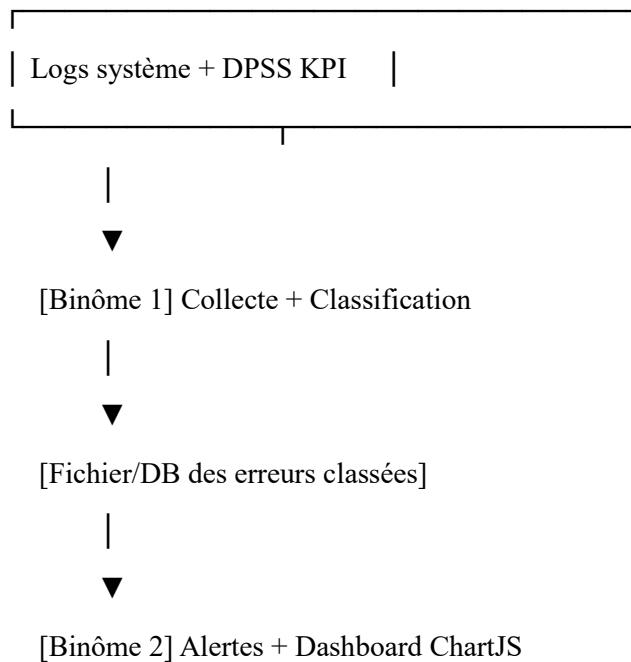 Logs système + DPSS KPI
[Binôme 1] Collecte + Classification
[Fichier/DB des erreurs classées]
[Binôme 2] Alertes + Dashboard ChartJS